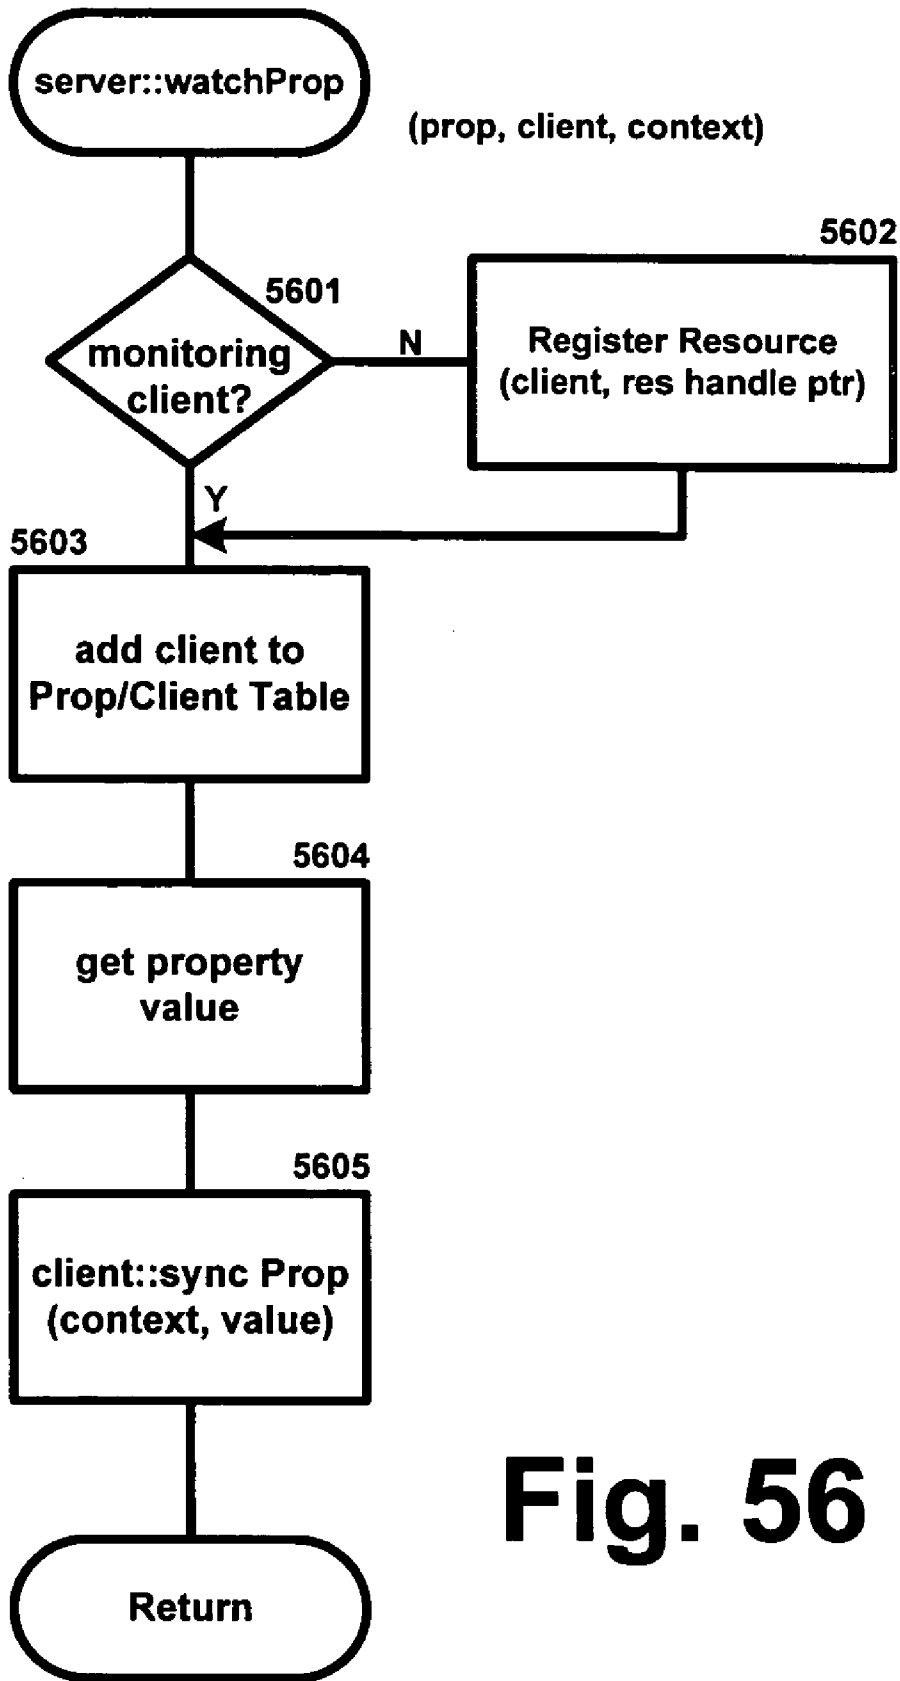 server::watchProp
(prop, client, context)
5602
5601
monitoring
client?
N
Register Resource
(client, res handle ptr)
Y
5603
add client to
Prop/Client Table
5604
get property
value
5605
client::sync Prop
(context, value)
Return
Fig. 56